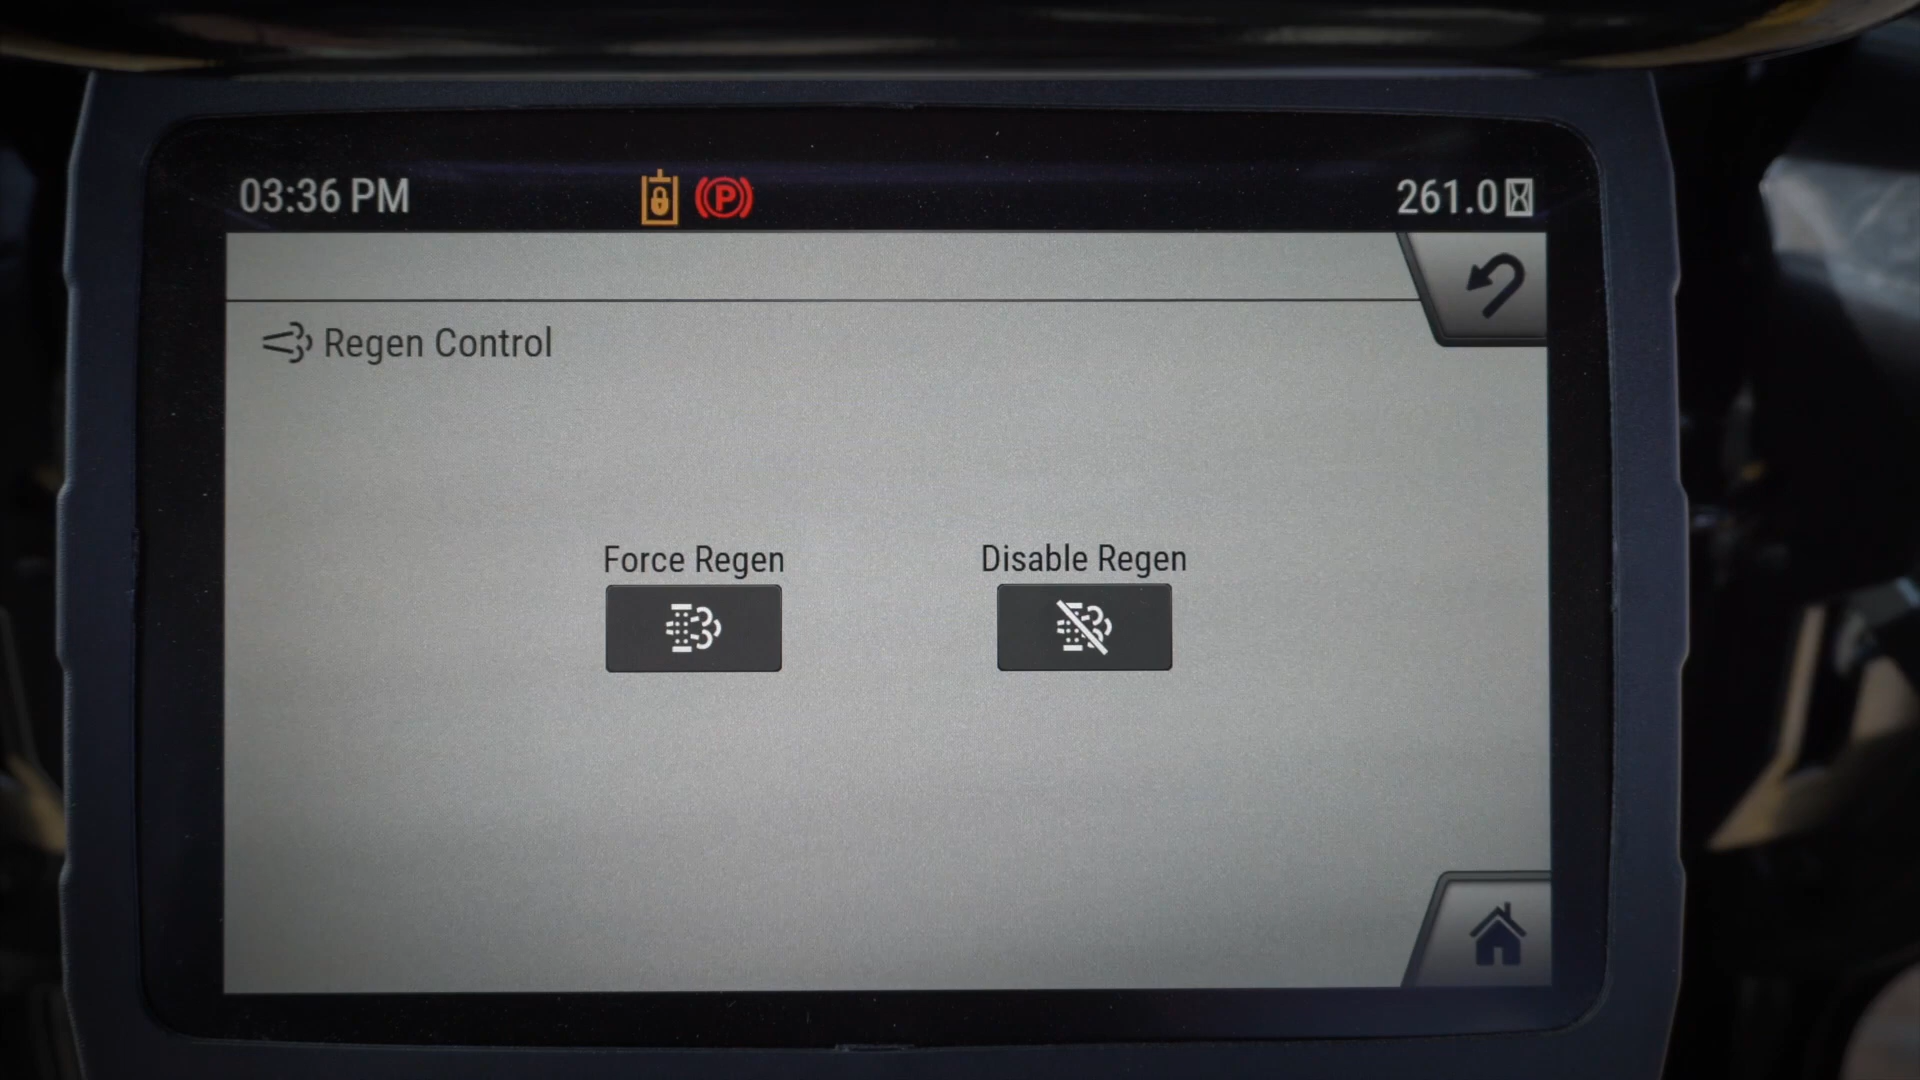 03:36 PM
P
261.0
Regen Control
Force Regen
Disable Regen